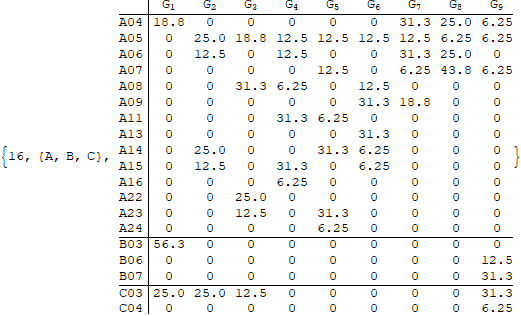 G1 G2 G3 G4 G5 G6 G7 G8 G9
A04 18.8 0 0 0 0 0 31.3 25.0 6.25
A05 0 25.0 18.8 12.5 12.5 12.5 12.5 6.25 6.25
A06 0 12.5 0 12.5 0 0 31.3 25.0 0
A07 0 0 0 0 12.5 0 6.25 43.8 6.25
A08 0 0 31.3 6.25 0 12.5 0 0 0
A09 0 0 0 0 0 31.3 18.8 0 0
A11 0 0 0 31.3 6.25 0 0 0 0
A13 0 0 0 0 0 31.3 0 0 0
{16, {A, B, C}, A14 0 25.0 0 0 31.3 6.25 0 0 0 }
A15 0 12.5 0 31.3 0 6.25 0 0 0
A16 0 0 0 6.25 0 0 0 0 0
A22 0 0 25.0 0 0 0 0 0 0
A23 0 0 12.5 0 31.3 0 0 0 0
A24 0 0 0 0 6.25 0 0 0 0
B03 56.3 0 0 0 0 0 0 0 0
B06 0 0 0 0 0 0 0 0 12.5
B07 0 0 0 0 0 0 0 0 31.3
C03 25.0 25.0 12.5 0 0 0 0 0 31.3
C04 0 0 0 0 0 0 0 0 6.25